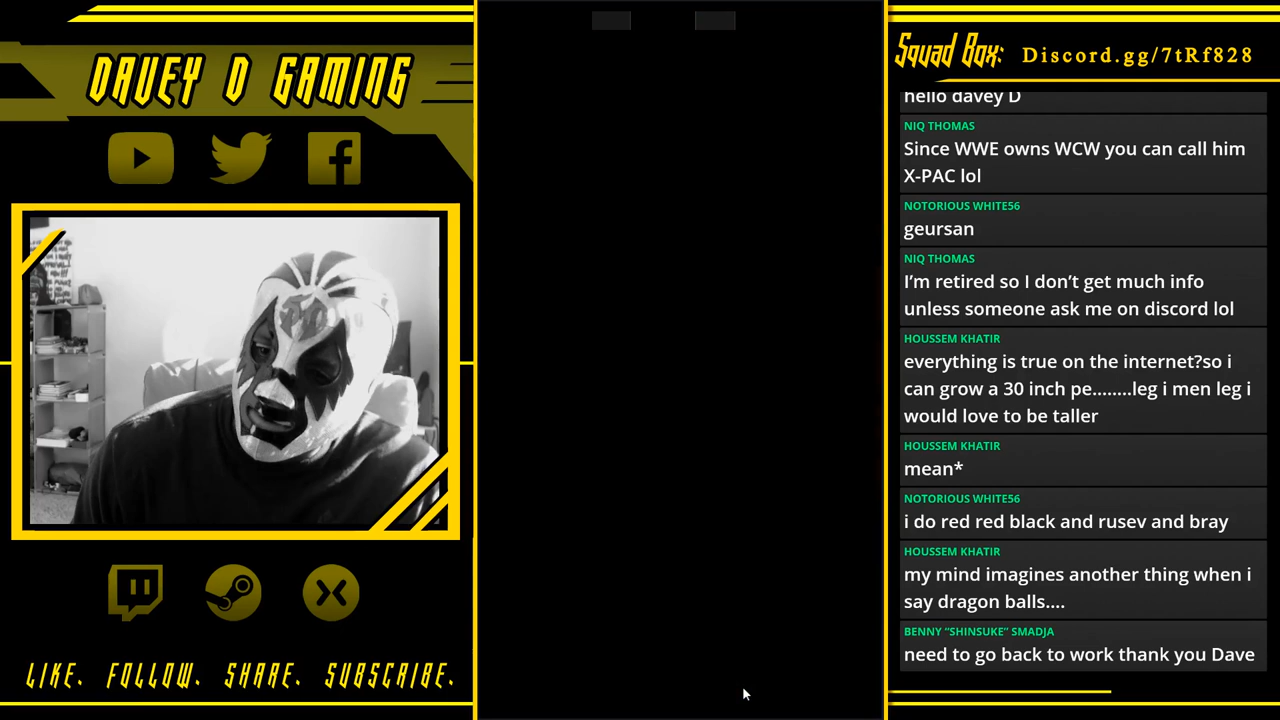 DAVEY D GAMING
LIKE. FOLLOW. SHARE. SUBSCRIBE.
Squad Box: Discord.gg/7tRf828
hello davey D
NIQ THOMAS
Since WWE owns WCW you can call him
X-PAC lol
NOTORIOUS WHITE56
geursan
NIQ THOMAS
I’m retired so I don’t get much info
unless someone ask me on discord lol
HOUSSEM KHATIR
everything is true on the internet?so i
can grow a 30 inch pe........leg i men leg i
would love to be taller
HOUSSEM KHATIR
mean*
NOTORIOUS WHITE56
i do red red black and rusev and bray
HOUSSEM KHATIR
my mind imagines another thing when i
say dragon balls....
BENNY “SHINSUKE” SMADJA
need to go back to work thank you Dave